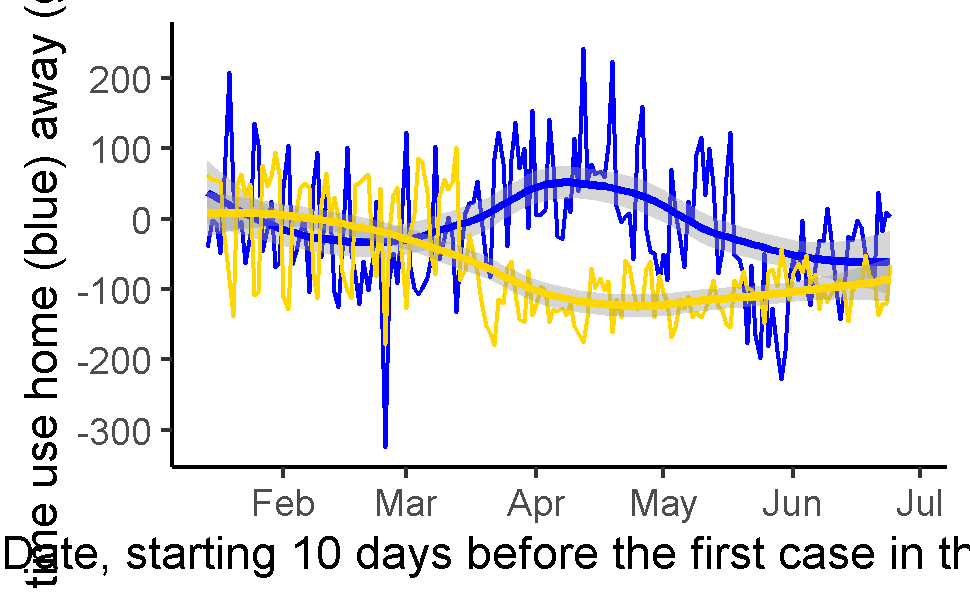 time use home (blue) away (
200
100
0
-100
-200
-300
Feb Mar Apr May Jun Jul
Date, starting 10 days before the first case in th